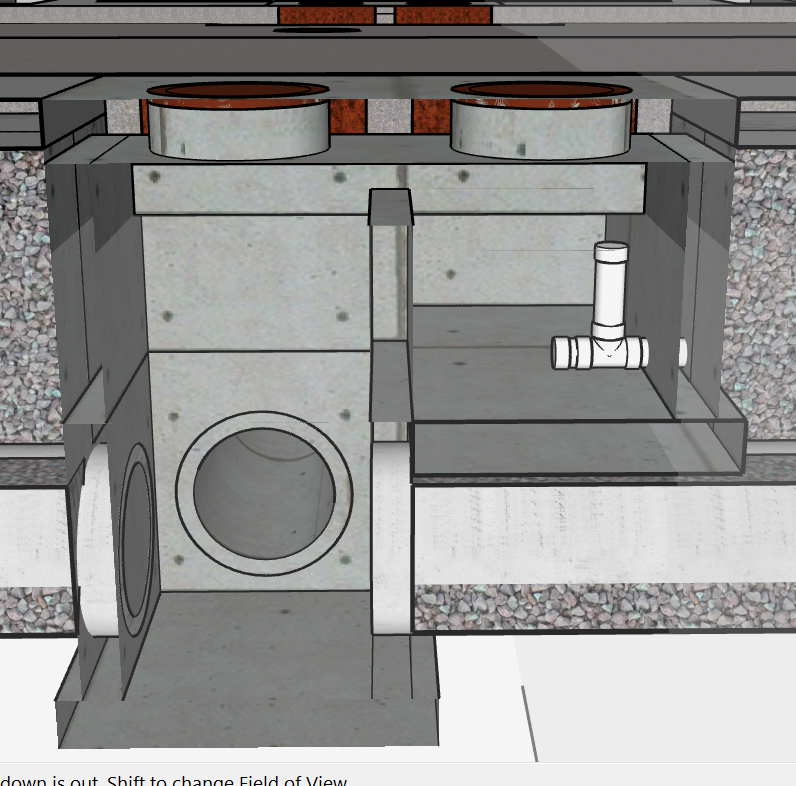 down is out, Shift to change Field of View